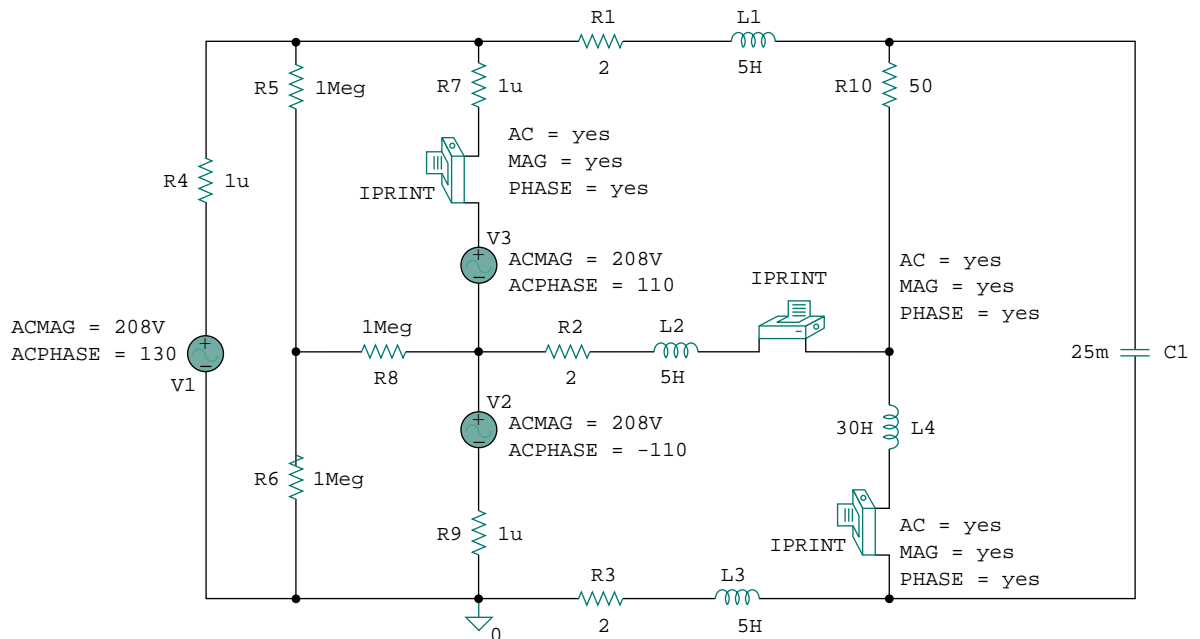 R1
L1
2
5H
R5
1Meg
R7
1u
R10
50
AC = yes
MAG = yes
PHASE = yes
IPRINT
R4
1u
V3
ACMAG = 208V
ACPHASE = 110
AC = yes
MAG = yes
PHASE = yes
IPRINT
ACMAG = 208V
ACPHASE = 130
V1
1Meg
R8
R2
2
L2
5H
25m
C1
V2
ACMAG = 208V
ACPHASE = -110
30H
L4
R6
1Meg
R9
1u
IPRINT
AC = yes
MAG = yes
PHASE = yes
R3
L3
2
5H
0